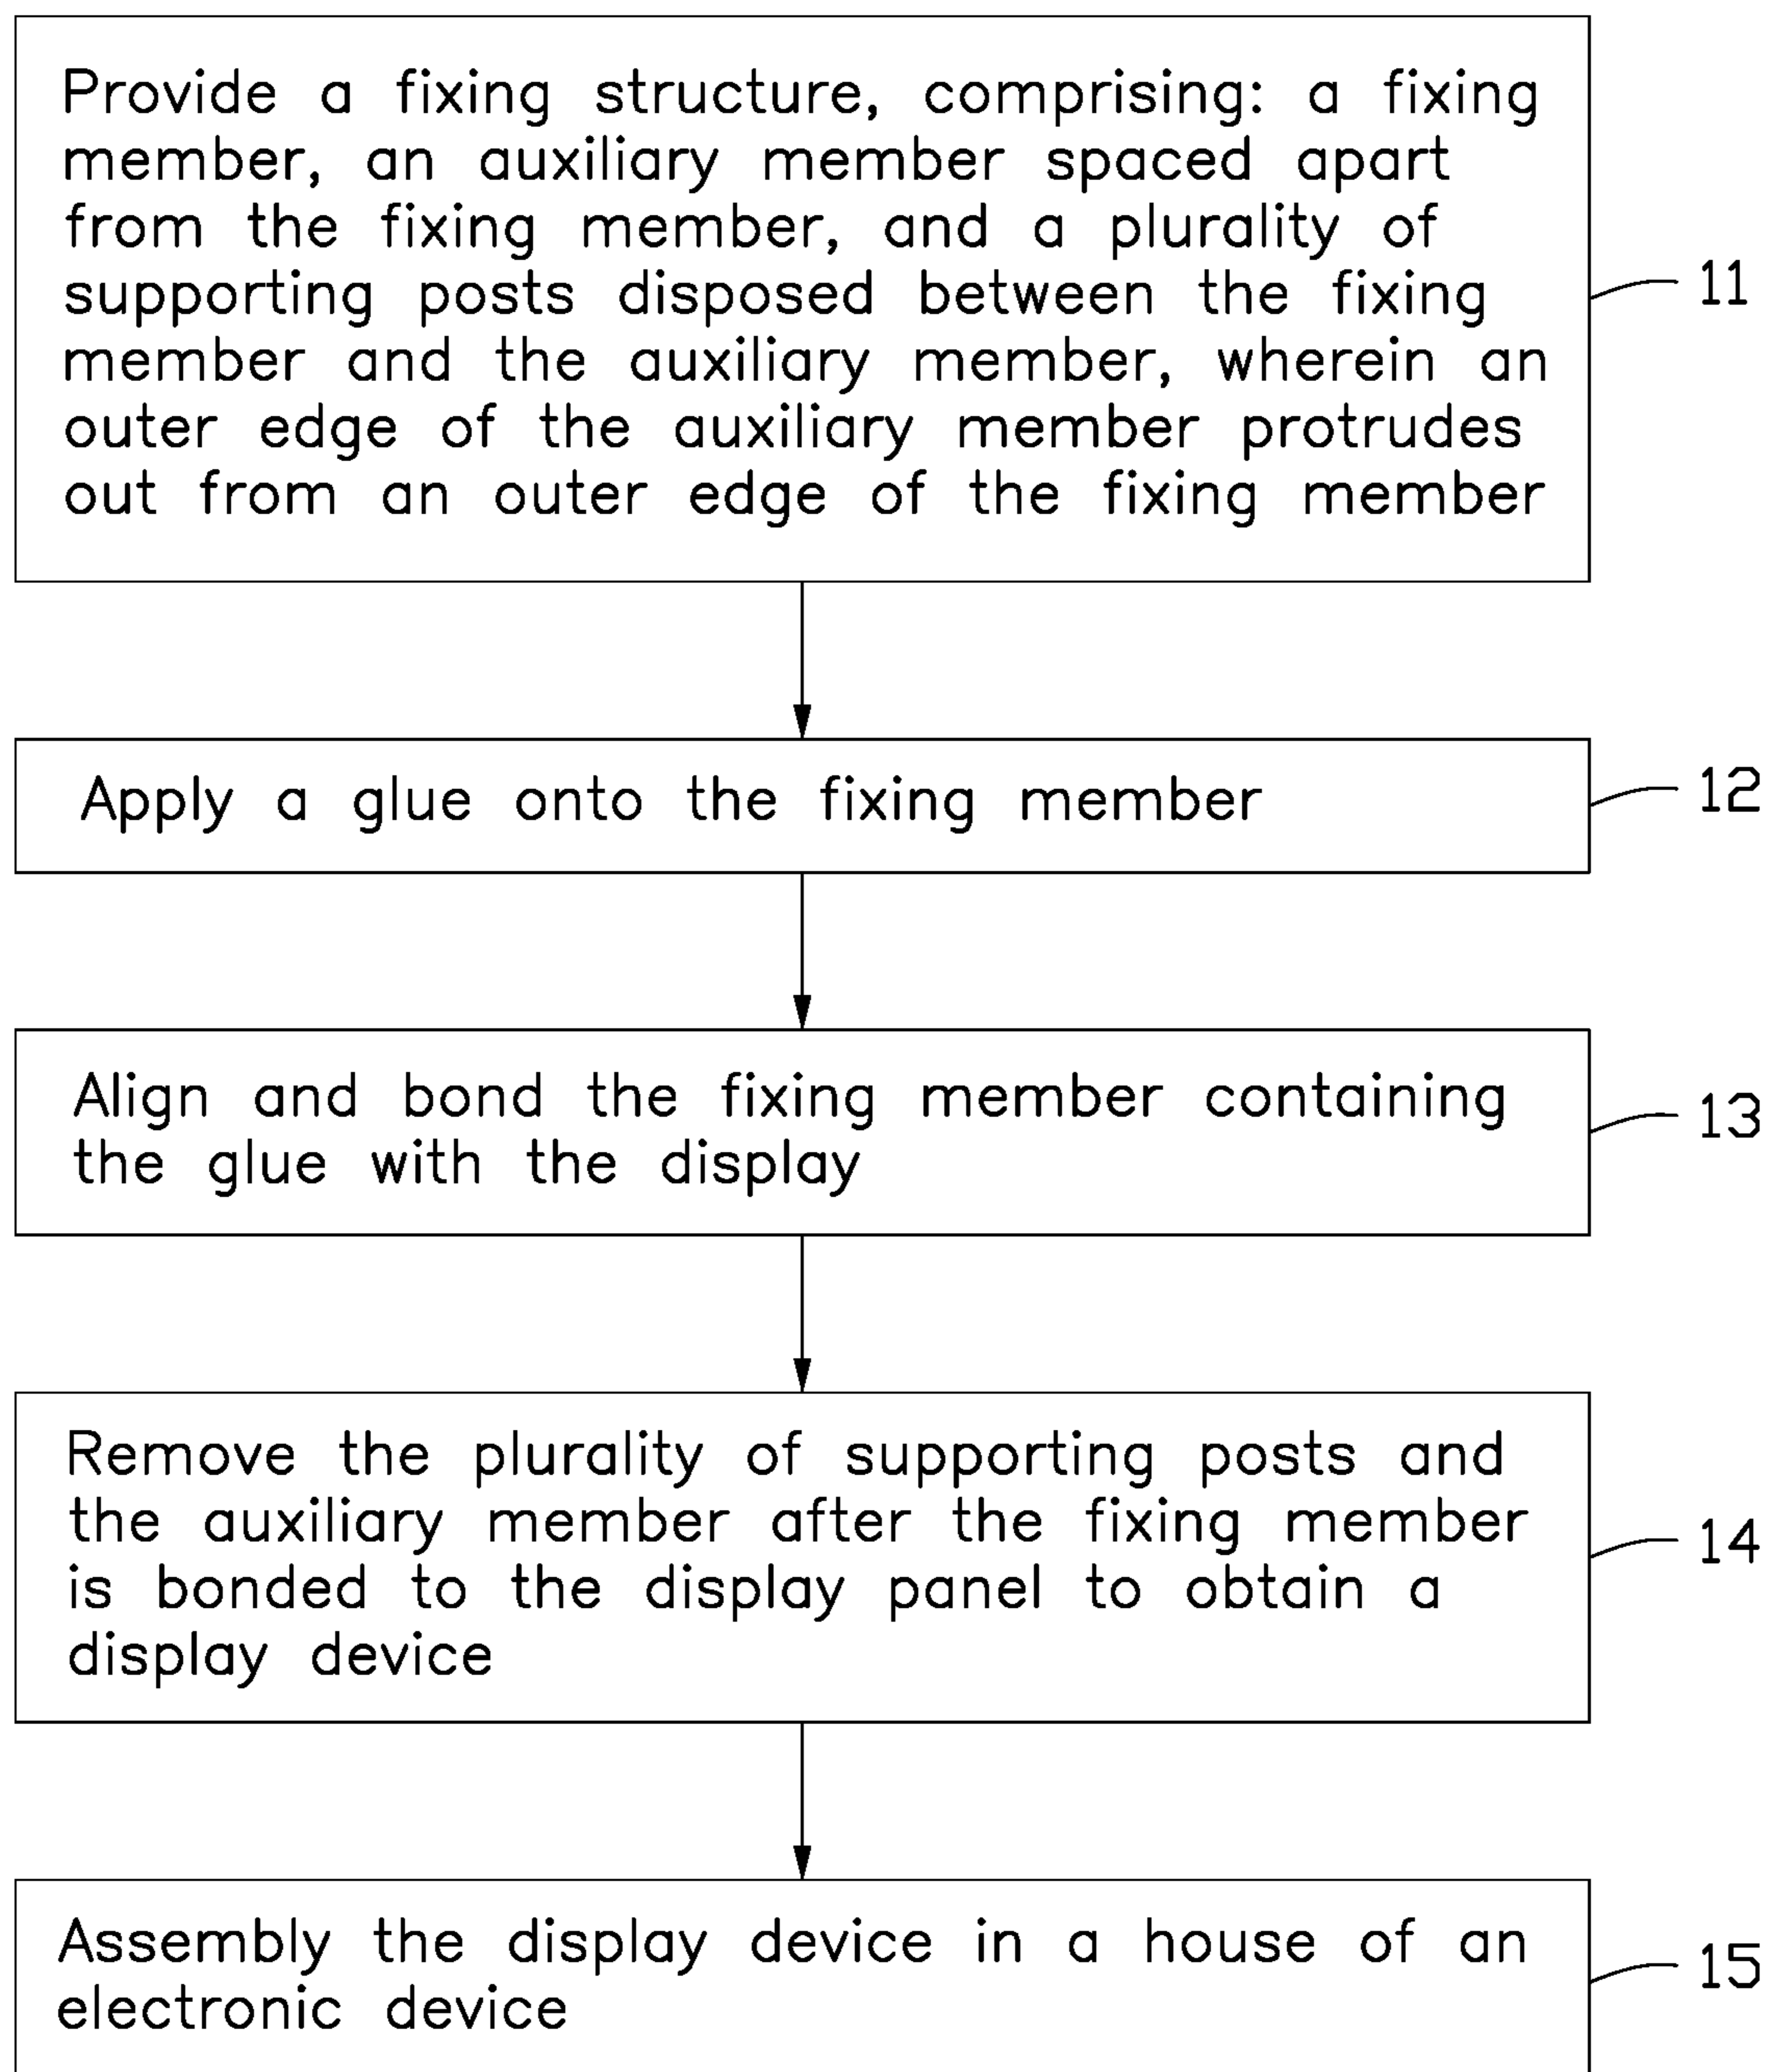 Provide a fixing structure, comprising: a fixing
member, an auxiliary member spaced apart
from the fixing member, and a plurality of
supporting posts disposed between the fixing
member and the auxiliary member, wherein an
outer edge of the auxiliary member protrudes
out from an outer edge of the fixing member
11
Apply a glue onto the fixing member
12
Align and bond the fixing member containing
the glue with the display
13
Remove the plurality of supporting posts and
the auxiliary member after the fixing member
is bonded to the display panel to obtain a
display device
14
Assembly the display device in a house of an
electronic device
15